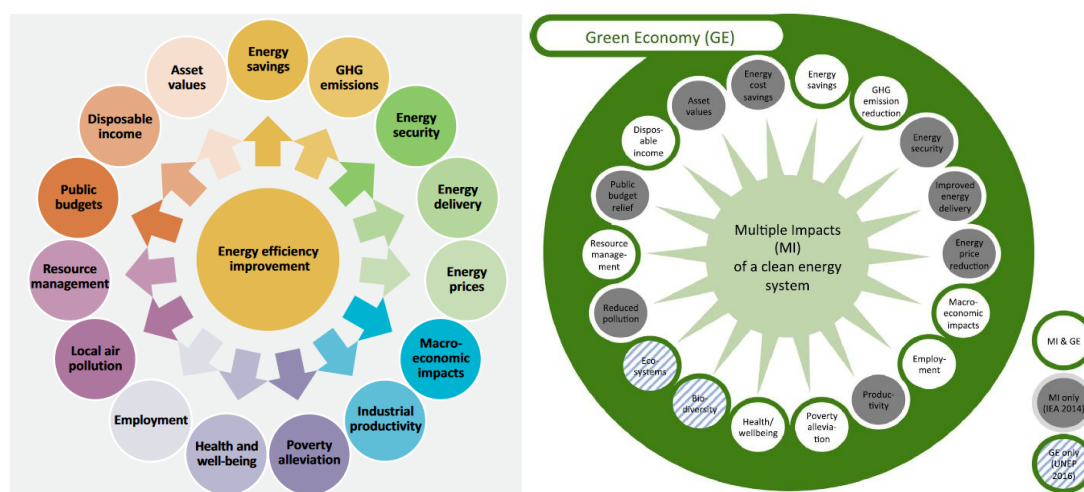 Energy
savings
GHG
emissions
Energy
security
Energy
delivery
Energy
prices
Macro-
economic
impacts
Industrial
productivity
Poverty
alleviation
Health and
well-being
Employment
Local air
pollution
Resource
management
Public
budgets
Disposable
income
Asset
values
Energy efficiency
improvement
Green Economy (GE)
Energy
cost
savings
Energy
savings
GHG
emission
reduction
Energy
security
Improved
energy
delivery
Energy
price
reduction
Macro-
economic
impacts
Employ-
ment
Produc-
tivity
Poverty
allevia-
tion
Health/
wellbeing
Bio-
diversity
Eco-
systems
Reduced
pollution
Resource
manage-
ment
Public
budget
relief
Dispos-
able
income
Asset
values
Multiple Impacts
(MI)
of a clean energy
system
MI & GE
MI only
(IEA 2014)
GE only
(UNEP
2016)